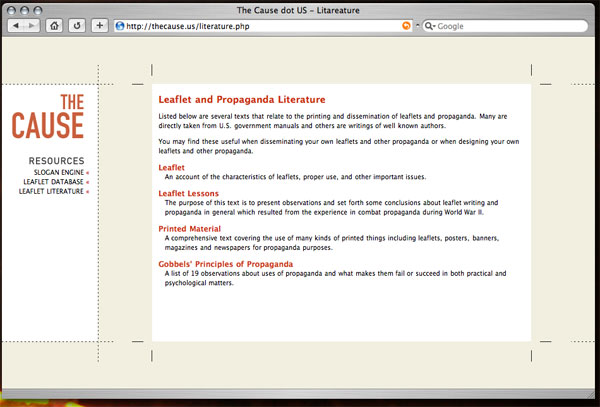 The Cause dot US - Litareature
http://thecause.us/literature.php
Google
THE
CAUSE
RESOURCES
SLOGAN ENGINE «
LEAFLET DATABASE «
LEAFLET LITERATURE «
Leaflet and Propaganda Literature
Listed below are several texts that relate to the printing and dissemination of leaflets and propaganda. Many are
directly taken from U.S. government manuals and others are writings of well known authors.
You may find these useful when disseminating your own leaflets and other propaganda or when designing your own
leaflets and other propaganda.
Leaflet
An account of the characteristics of leaflets, proper use, and other important issues.
Leaflet Lessons
The purpose of this text is to present observations and set forth some conclusions about leaflet writing and
propaganda in general which resulted from the experience in combat propaganda during World War II.
Printed Material
A comprehensive text covering the use of many kinds of printed things including leaflets, posters, banners,
magazines and newspapers for propaganda purposes.
Gobbels' Principles of Propaganda
A list of 19 observations about uses of propaganda and what makes them fail or succeed in both practical and
psychological matters.